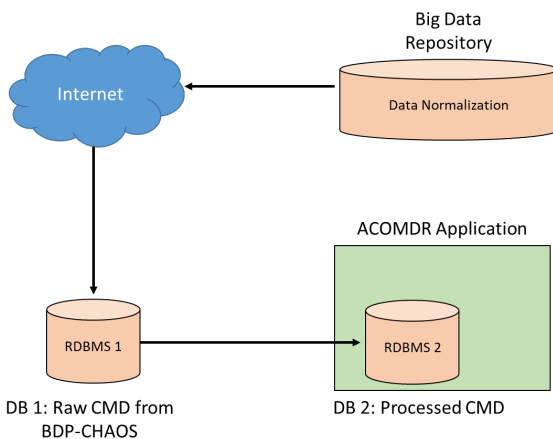 Big Data
Repository
Internet
Data Normalization
ACOMDR Application
RDBMS 1
RDBMS 2
DB 1: Raw CMD from
BDP-CHAOS
DB 2: Processed CMD